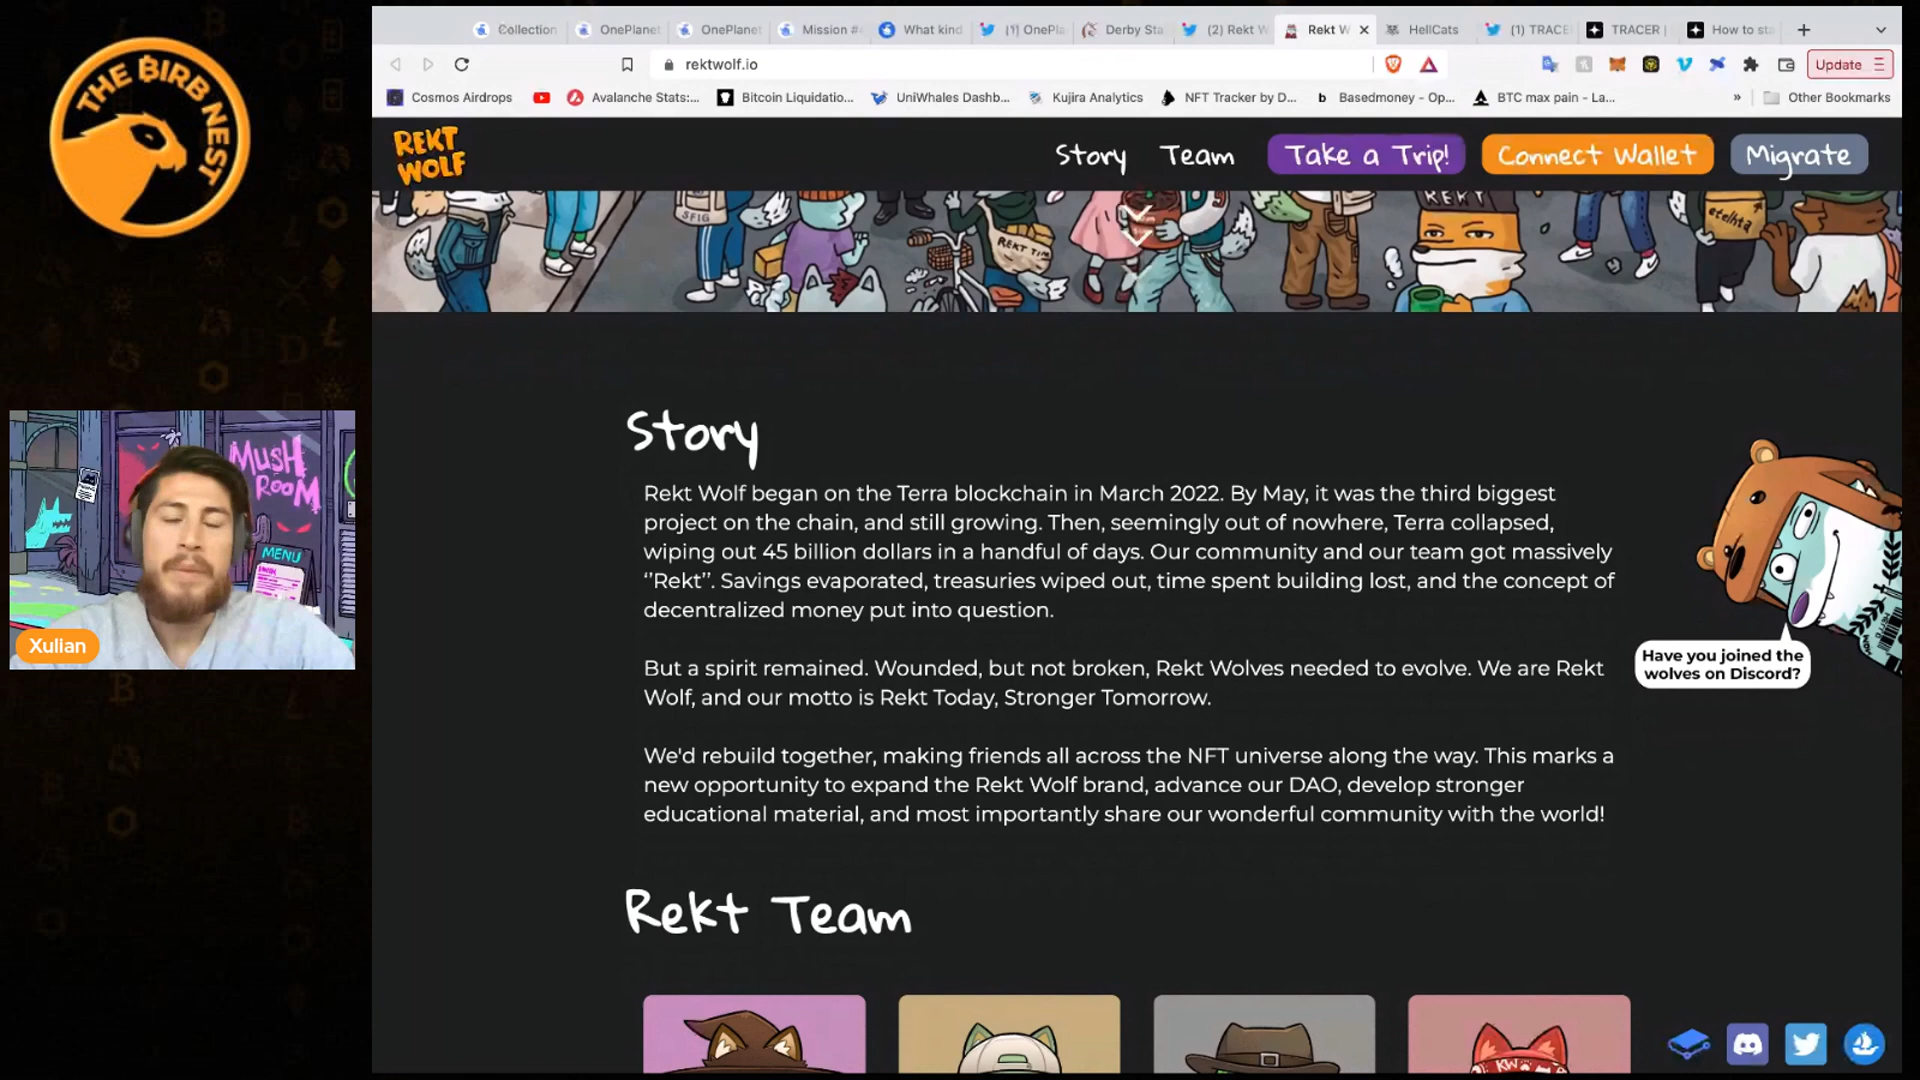 THE BIRB NEST
MUSH
ROOM
MENU
Xulian
Collection
OnePlanet
OnePlanet
Mission #
What kind
OnePla
Derby Sta
(2) Rekt W
Rekt W
HellCats
(1) TRACE
TRACER |
How to sta
rektwolf.io
Update
Cosmos Airdrops
Avalanche Stats:...
Bitcoin Liquidatio...
UniWhales Dashb...
Kujira Analytics
NFT Tracker by D...
Basedmoney - Op...
BTC max pain - La...
»
Other Bookmarks
REKT
WOLF
Story
Team
Take a Trip!
Connect Wallet
Migrate
SFIG
REKT TIM
REKT
etelhta
Story
Rekt Wolf began on the Terra blockchain in March 2022. By May, it was the third biggest
project on the chain, and still growing. Then, seemingly out of nowhere, Terra collapsed,
wiping out 45 billion dollars in a handful of days. Our community and our team got massively
‘’Rekt’’. Savings evaporated, treasuries wiped out, time spent building lost, and the concept of
decentralized money put into question.
But a spirit remained. Wounded, but not broken, Rekt Wolves needed to evolve. We are Rekt
Wolf, and our motto is Rekt Today, Stronger Tomorrow.
We'd rebuild together, making friends all across the NFT universe along the way. This marks a
new opportunity to expand the Rekt Wolf brand, advance our DAO, develop stronger
educational material, and most importantly share our wonderful community with the world!
Have you joined the
wolves on Discord?
Rekt Team
KW